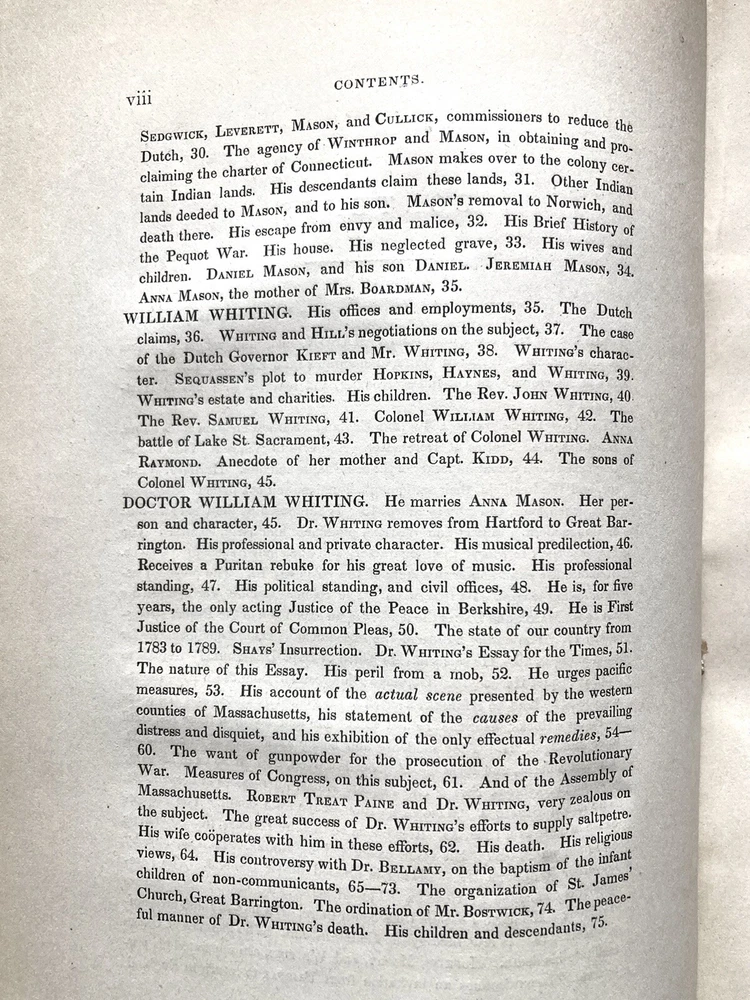 viii
CONTENTS.
SEDGWICK, LEVERETT, MASON, and CULLICK, commissioners to reduce the
Dutch, 30. The agency of WINTHROP and MASON, in obtaining and pro-
claiming the charter of Connecticut. MASON makes over to the colony cer-
tain Indian lands. His descendants claim these lands, 31. Other Indian
lands deeded to MASON, and to his son. MASON'S removal to Norwich, and
death there. His escape from envy and malice, 32. His Brief History of
the Pequot War. His house. His neglected grave, 33. His wives and
children. DANIEL MASON, and his son DANIEL. JEREMIAH MASON, 34.
ANNA MASON, the mother of Mrs. BOARDMAN, 35.
WILLIAM WHITING. His offices and employments, 35. The Dutch
claims, 36. WHITING and HILL'S negotiations on the subject, 37. The case
of the Dutch Governor KIEFT and Mr. WHITING, 38. WHITING'S charac-
ter. SEQUASSEN'S plot to murder HOPKINS, HAYNES, and WHITING, 39.
WHITING'S estate and charities. His children. The Rev. JOHN WHITING, 40
The Rev. SAMUEL WHITING, 41. Colonel WILLIAM WHITING, 42. The
battle of Lake St. Sacrament, 43. The retreat of Colonel WHITING. ANNA
RAYMOND. Anecdote of her mother and Capt. KIDD, 44. The sons of
Colonel WHITING, 45.
DOCTOR WILLIAM WHITING. He marries ANNA MASON. Her per-
son and character, 45. Dr. WHITING removes from Hartford to Great Bar-
rington. His professional and private character. His musical predilection, 46.
Receives a Puritan rebuke for his great love of music. His professional
standing, 47. His political standing, and civil offices, 48. He is, for five
years, the only acting Justice of the Peace in Berkshire, 49. He is First
Justice of the Court of Common Pleas, 50. The state of our country from
1783 to 1789. SHAYS' Insurrection. Dr. WHITING'S Essay for the Times, 51.
The nature of this Essay. His peril from a mob, 52. He urges pacific
measures, 53. His account of the actual scene presented by the western
counties of Massachusetts, his statement of the causes of the prevailing
distress and disquiet, and his exhibition of the only effectual remedies, 54—
60. The want of gunpowder for the prosecution of the Revolutionary
War. Measures of Congress, on this subject, 61. And of the Assembly of
Massachusetts. ROBERT TREAT PAINE and Dr. WHITING, very zealous on
the subject. The great success of Dr. WHITING'S efforts to supply saltpetre.
His wife coöperates with him in these efforts, 62. His death. His religious
views, 64. His controversy with Dr. BELLAMY, on the baptism of the infant
children of non-communicants, 65—73. The organization of St. James'
Church, Great Barrington. The ordination of Mr. BOSTWICK, 74. The peace-
ful manner of Dr. WHITING'S death. His children and descendants, 75.